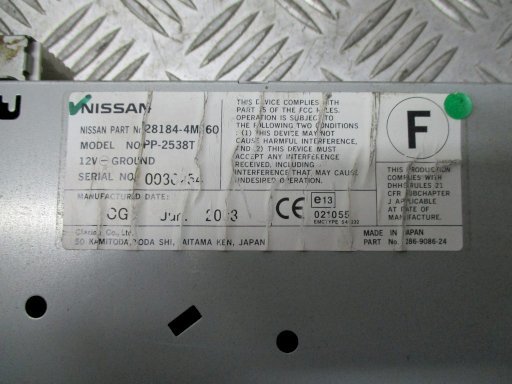 NISSAN
NISSAN PART No 28184-4M 60
MODEL NO PP-2538T
12V - GROUND
SERIAL NO.
MANUFACTURED DATE:
Clarion Co., Ltd.
50 KAMITODA, TODA SHI, SAITAMA KEN, JAPAN
THIS DEVICE COMPLIES WITH
PART 15 OF THE FCC RULES.
OPERATION IS SUBJECT TO
THE FOLLOWING TWO CONDITIONS
: (1) THIS DEVICE MAY NOT
CAUSE HARMFUL INTERFERENCE,
AND (2) THIS DEVICE MUST
ACCEPT ANY INTERFERENCE
RECEIVED, INCLUDING
INTERFERENCE THAT MAY CAUSE
UNDESIRED OPERATION.
CE
e13
021055
F
THIS PRODUCTION
COMPLIES WITH
DHHS RULES 21
CFR SUBCHAPTER
J APPLICABLE
AT DATE OF
MANUFACTURE.
MADE IN JAPAN
PART No. 286-9086-24